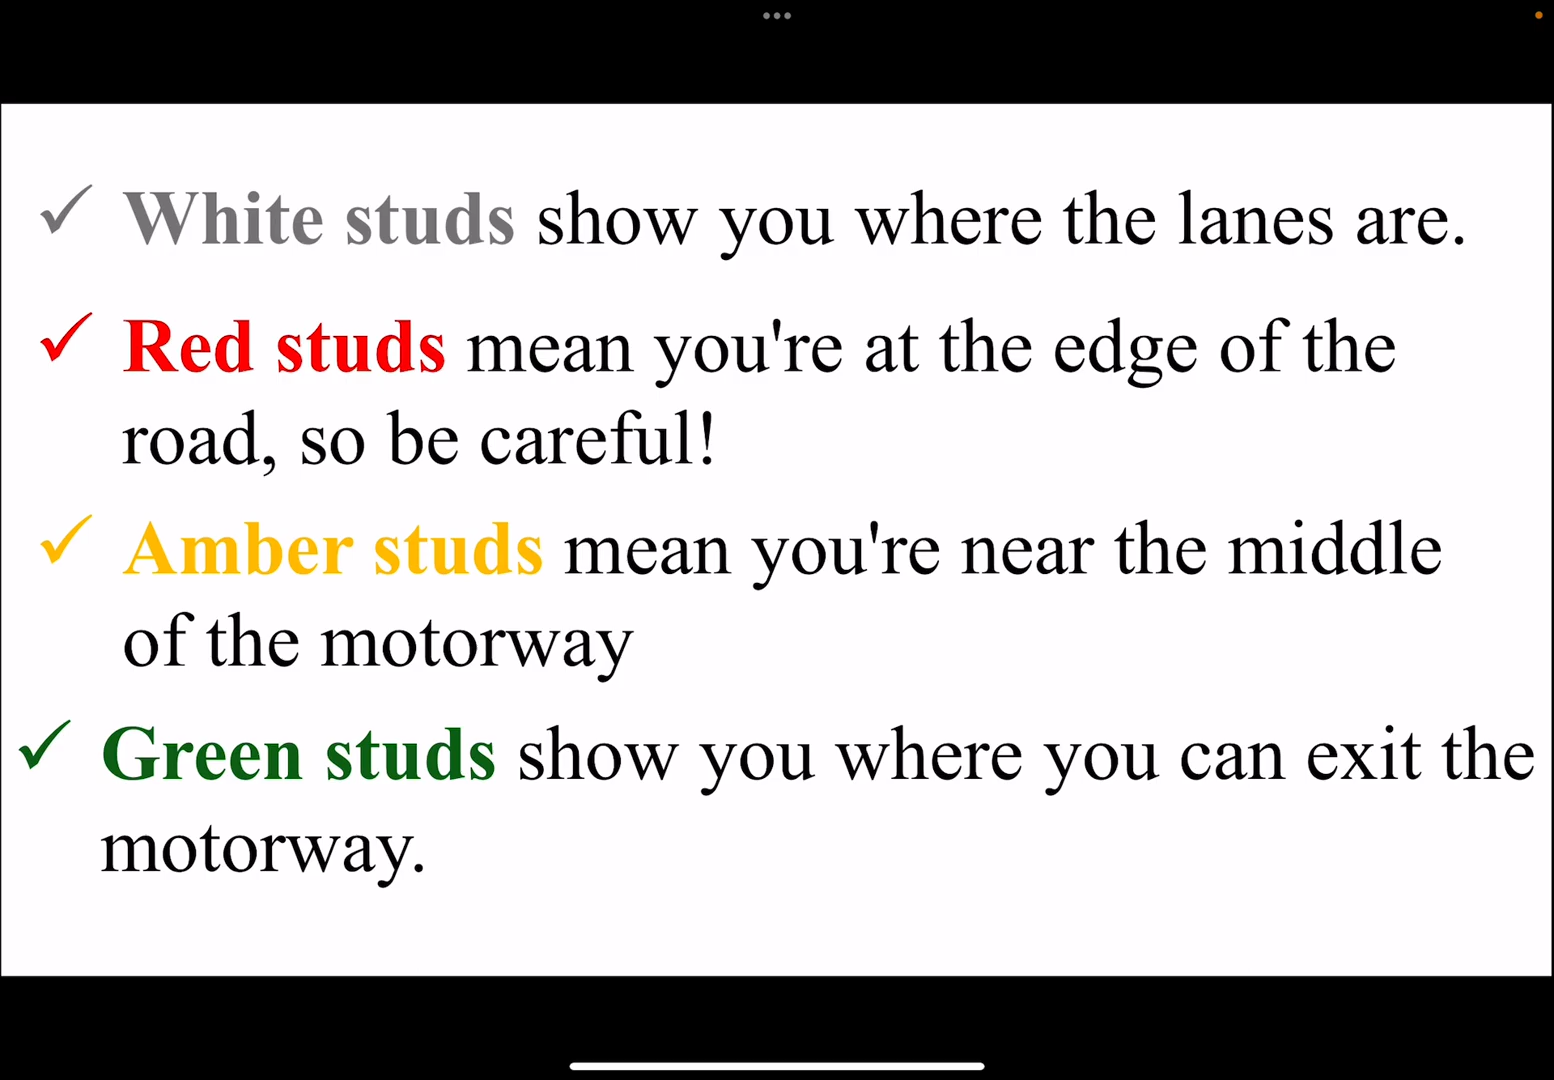 ✓ White studs show you where the lanes are.
✓ Red studs mean you're at the edge of the
road, so be careful!
✓ Amber studs mean you're near the middle
of the motorway
✓ Green studs show you where you can exit the
motorway.